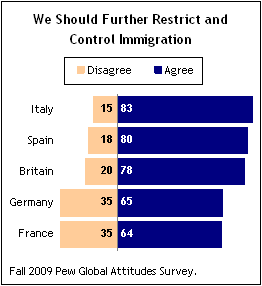 We Should Further Restrict and
Control Immigration
Disagree Agree
Italy 15 83
Spain 18 80
Britain 20 78
Germany 35 65
France 35 64
Fall 2009 Pew Global Attitudes Survey.